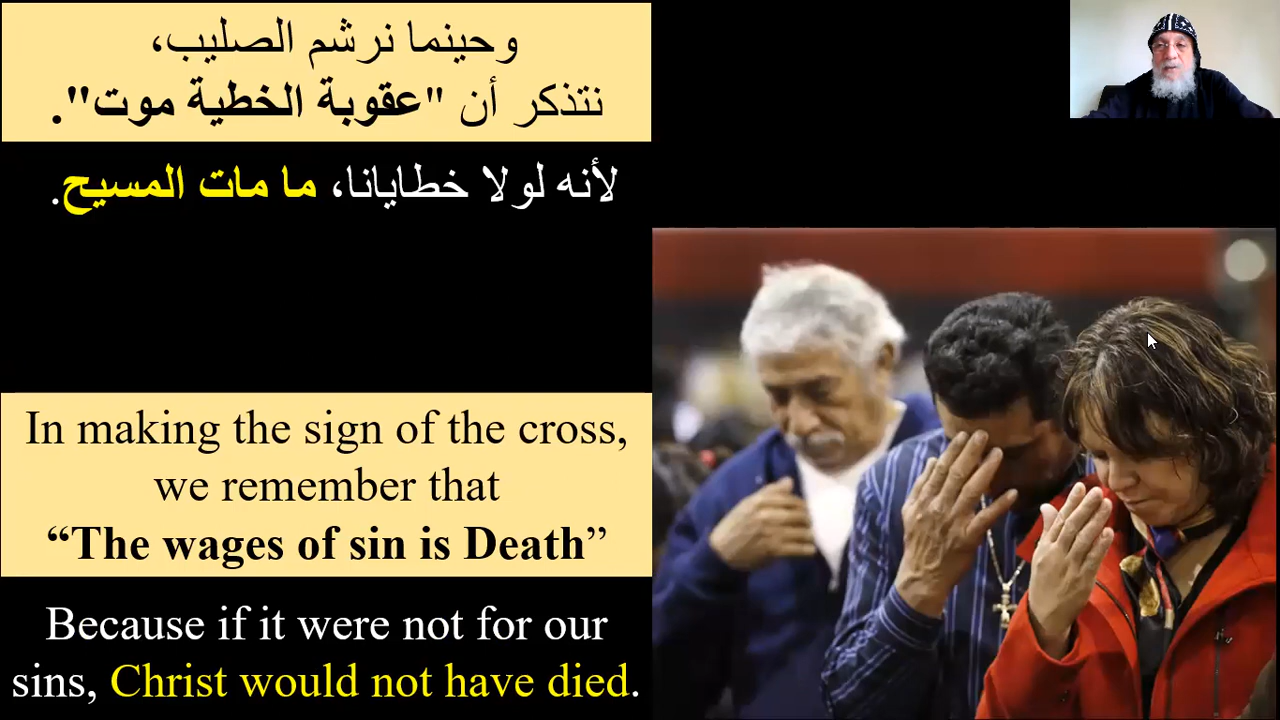 وحينما نرشم الصليب،
نتذكر أن "عقوبة الخطية موت".
لأنه لولا خطايانا، ما مات المسيح.
In making the sign of the cross,
we remember that
“The wages of sin is Death”
Because if it were not for our
sins, Christ would not have died.